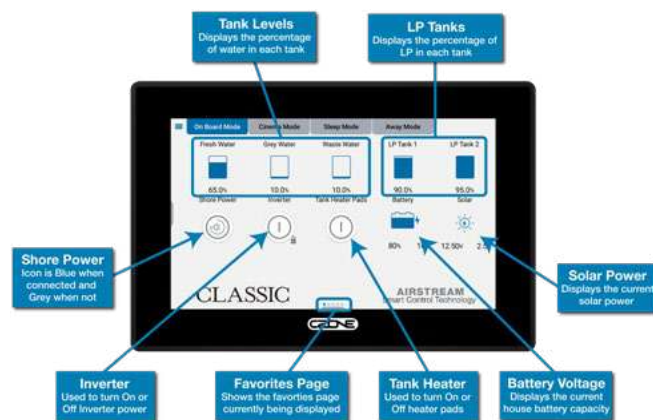 Tank Levels
Displays the percentage
of water in each tank
LP Tanks
Displays the percentage of
LP in each tank
On Board Mode Cinema Mode Sleep Mode Away Mode
Fresh Water Grey Water Waste Water LP Tank 1 LP Tank 2
65.0% 10.0% 10.0% 90.0% 95.0%
Shore Power Inverter Tank Heater Pads Battery Solar
80% 12.50V
Shore Power
Icon is Blue when
connected and
Grey when not
Solar Power
Displays the current
solar power
CLASSIC
AIRSTREAM
Smart Control Technology
CZONE
Inverter
Used to turn On or
Off Inverter power
Favorites Page
Shows the favorties page
currently being displayed
Tank Heater
Used to turn On or
Off heater pads
Battery Voltage
Displays the current
house battery capacity